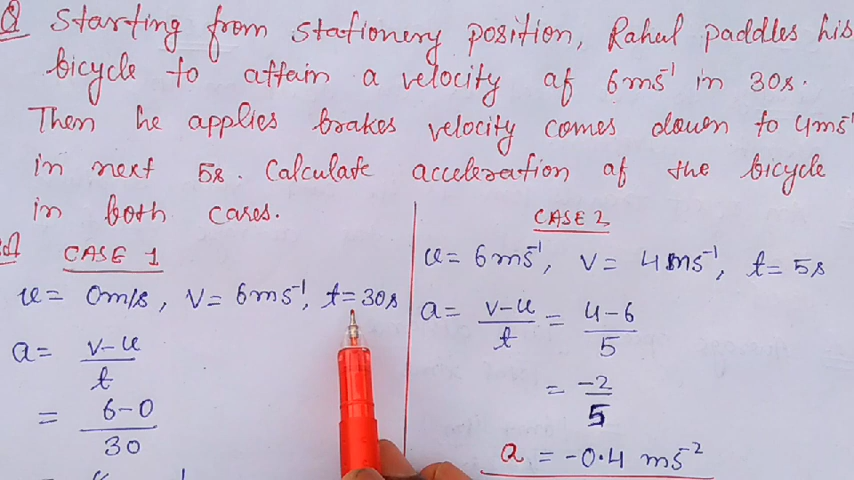 Q Starting from stationery position, Rahul paddles his
bicycle to attain a velocity of 6ms⁻¹ in 30s.
Then he applies brakes velocity comes down to 4ms⁻¹
in next 5s. Calculate acceleration of the bicycle
in both cases.
CASE 1
u = 0m/s, v = 6ms⁻¹, t = 30s
a = v-u/t
= 6-0/30
CASE 2
u = 6ms⁻¹, v = 4ms⁻¹, t = 5s
a = v-u/t = 4-6/5
= -2/5
a = -0.4 ms⁻²